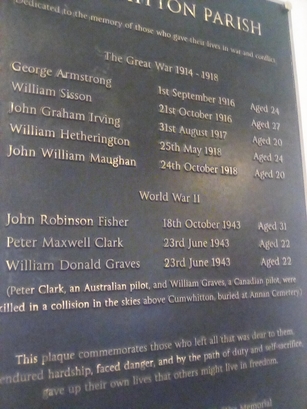 PARISH
Dedicated to the memory of those who gave their lives in war and conflict
The Great War 1914 - 1918
George Armstrong 1st September 1916 Aged 24
William Sisson 21st October 1916 Aged 27
John Graham Irving 31st August 1917 Aged 20
William Hetherington 25th May 1918 Aged 24
John William Maughan 24th October 1918 Aged 20
World War II
John Robinson Fisher 18th October 1943 Aged 31
Peter Maxwell Clark 23rd June 1943 Aged 22
William Donald Graves 23rd June 1943 Aged 22
(Peter Clark, an Australian pilot, and William Graves, a Canadian pilot, were
killed in a collision in the skies above Cumwhitton, buried at Annan Cemetery)
This plaque commemorates those who left all that was dear to them,
endured hardship, faced danger, and by the path of duty and self-sacrifice,
gave up their own lives that others might live in freedom.
Memorial